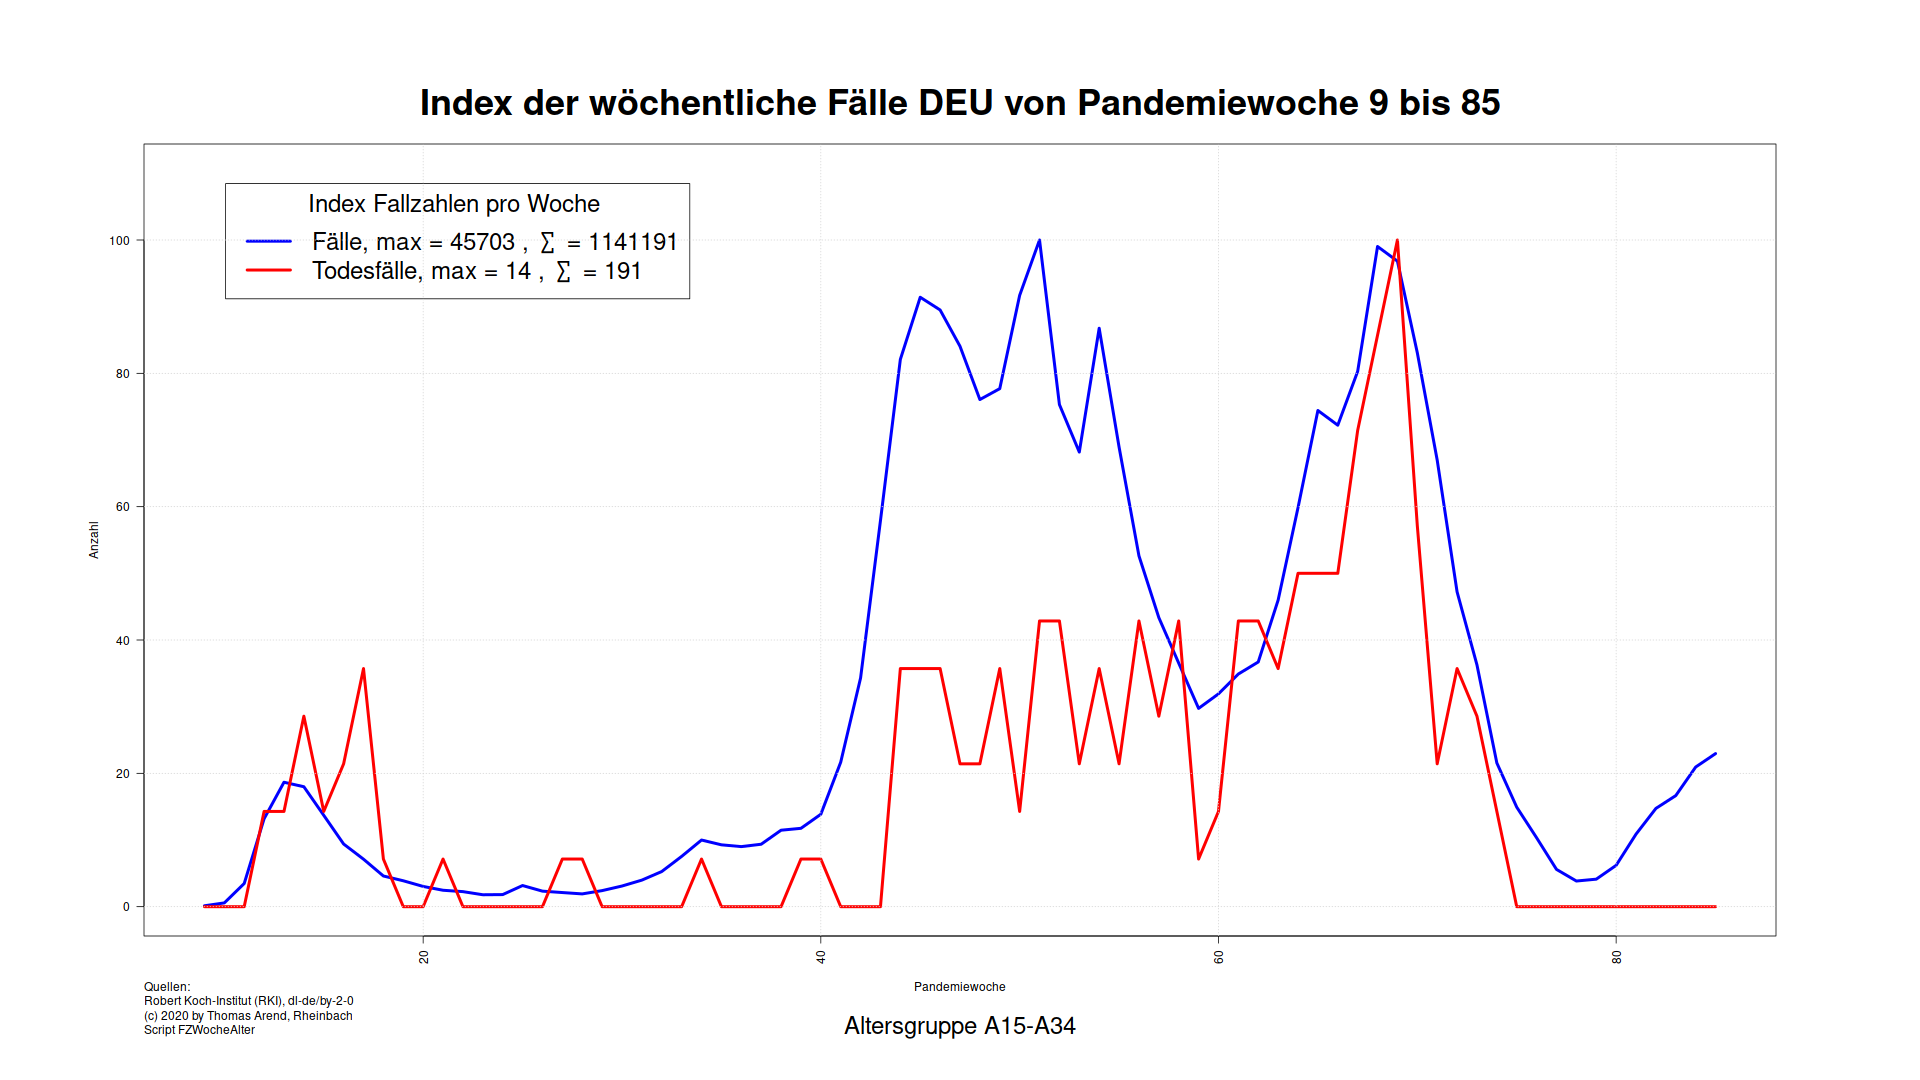 Index der wöchentliche Fälle DEU von Pandemiewoche 9 bis 85
Index Fallzahlen pro Woche
Fälle, max = 45703 , ∑ = 1141191
Todesfälle, max = 14 , ∑ = 191
100
80
60
40
20
0
Anzahl
20
40
60
80
Pandemiewoche
Quellen:
Robert Koch-Institut (RKI), dl-de/by-2-0
(c) 2020 by Thomas Arend, Rheinbach
Script FZWocheAlter
Altersgruppe A15-A34